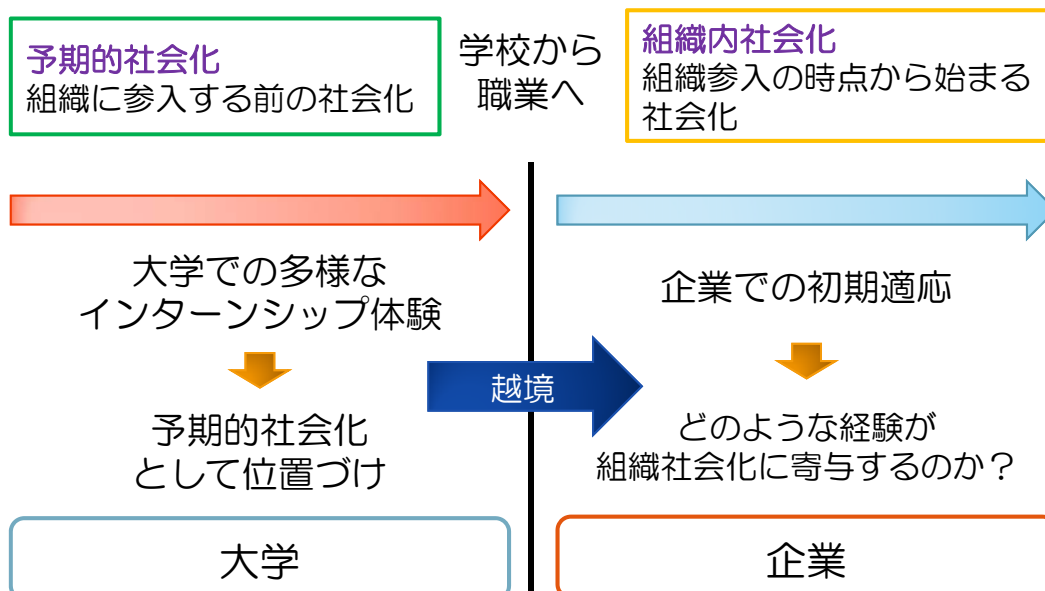 予期的社会化
組織に参入する前の社会化
学校から
職業へ
組織内社会化
組織参入の時点から始まる
社会化
大学での多様な
インターンシップ体験
予期的社会化
として位置づけ
越境
企業での初期適応
どのような経験が
組織社会化に寄与するのか？
大学
企業